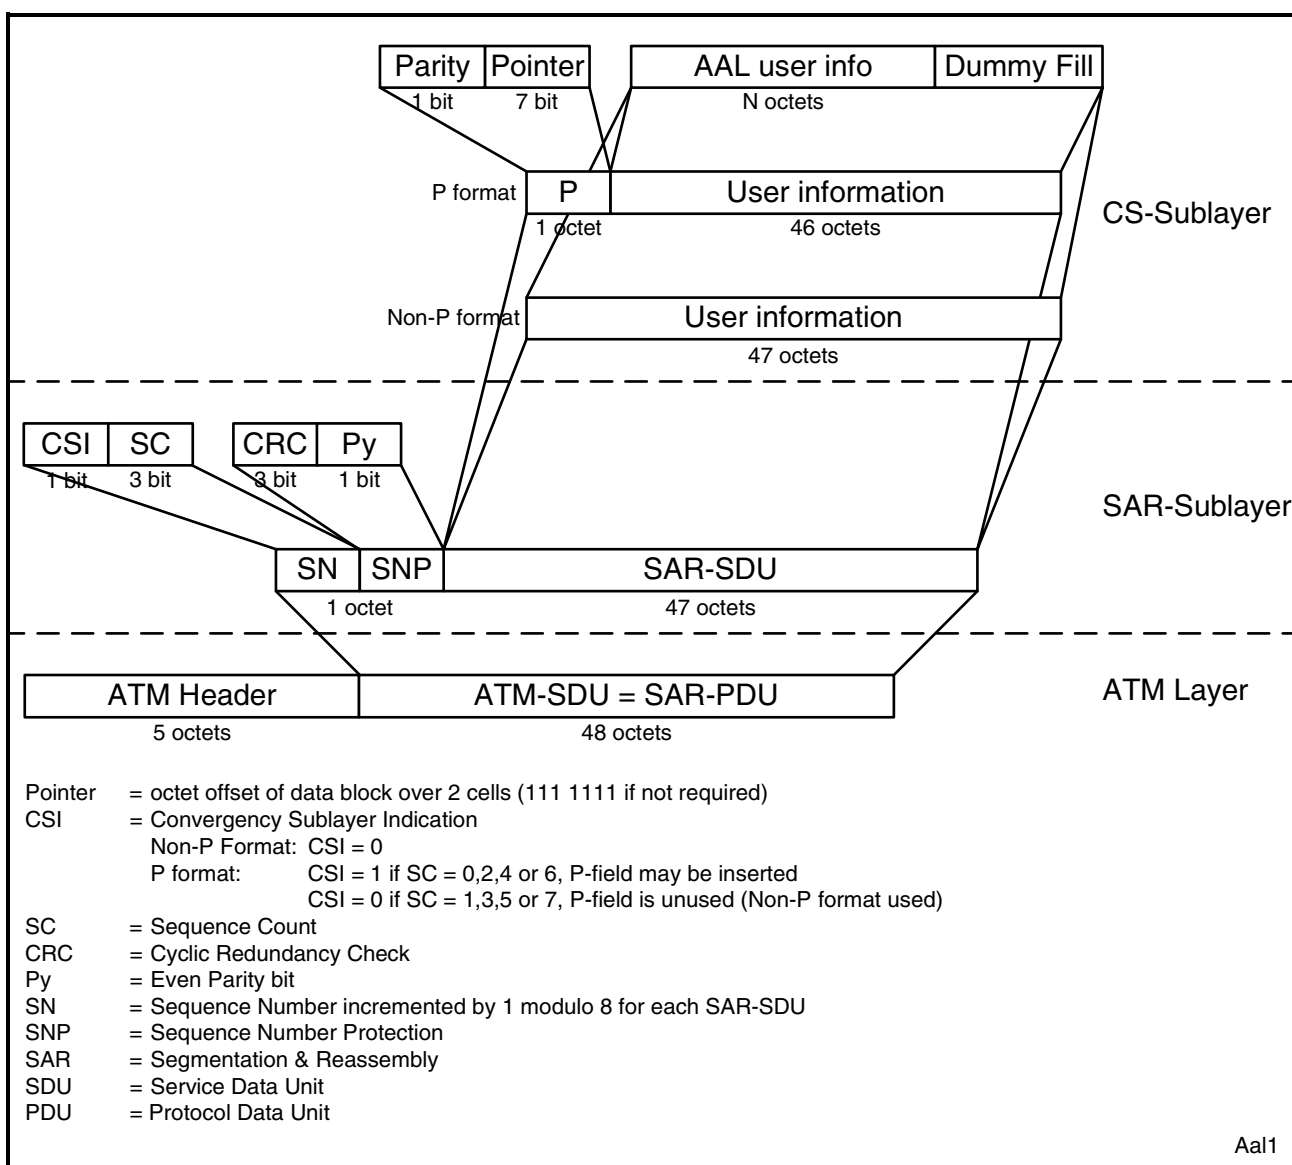 Parity Pointer AAL user info Dummy Fill
1 bit 7 bit N octets
P format P User information
CS-Sublayer
1 octet 46 octets
Non-P format User information
47 octets
CSI SC CRC Py
1 bit 3 bit 3 bit 1 bit
SAR-Sublayer
SN SNP SAR-SDU
1 octet 47 octets
ATM Header ATM-SDU = SAR-PDU ATM Layer
5 octets 48 octets
Pointer = octet offset of data block over 2 cells (111 1111 if not required)
CSI = Convergency Sublayer Indication
Non-P Format: CSI = 0
P format: CSI = 1 if SC = 0,2,4 or 6, P-field may be inserted
CSI = 0 if SC = 1,3,5 or 7, P-field is unused (Non-P format used)
SC = Sequence Count
CRC = Cyclic Redundancy Check
Py = Even Parity bit
SN = Sequence Number incremented by 1 modulo 8 for each SAR-SDU
SNP = Sequence Number Protection
SAR = Segmentation & Reassembly
SDU = Service Data Unit
PDU = Protocol Data Unit
Aal1